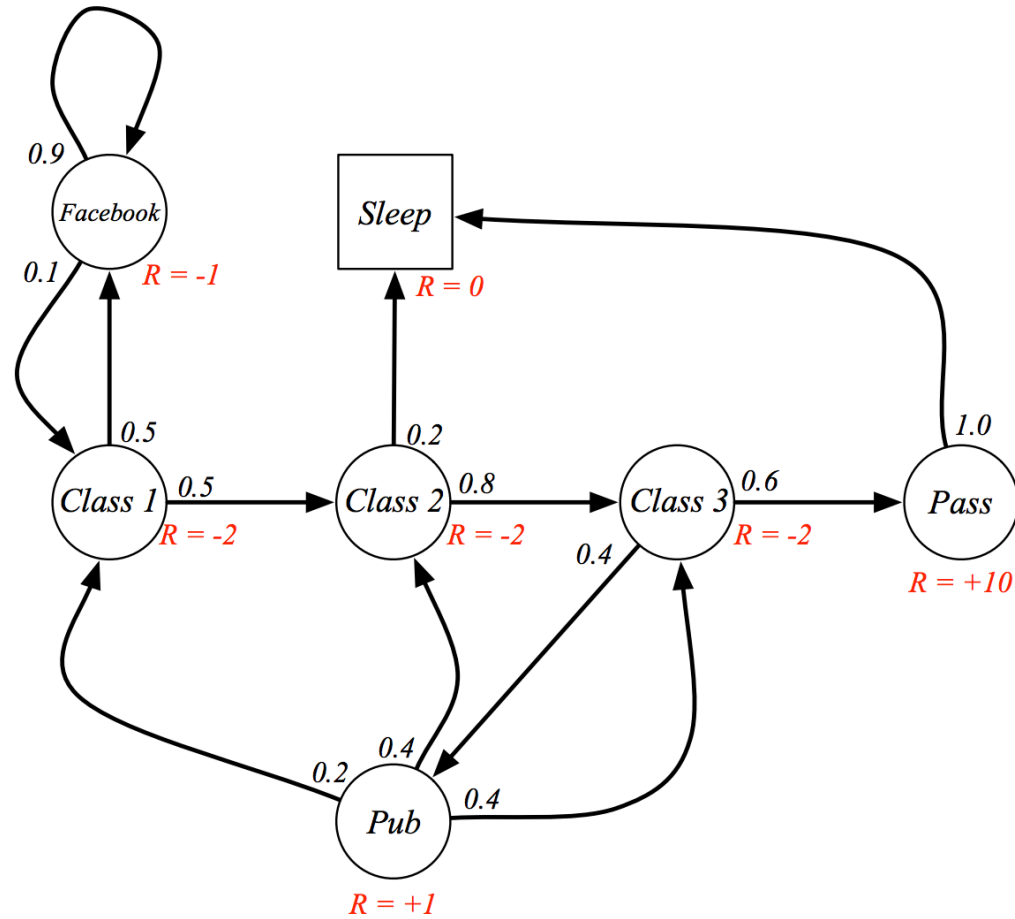 0.9
Facebook
Sleep
0.1
R = -1
R = 0
0.5
0.2
1.0
Class 1
0.5
Class 2
0.8
Class 3
0.6
Pass
R = -2
R = -2
R = -2
0.4
R = +10
0.2
0.4
0.4
Pub
R = +1